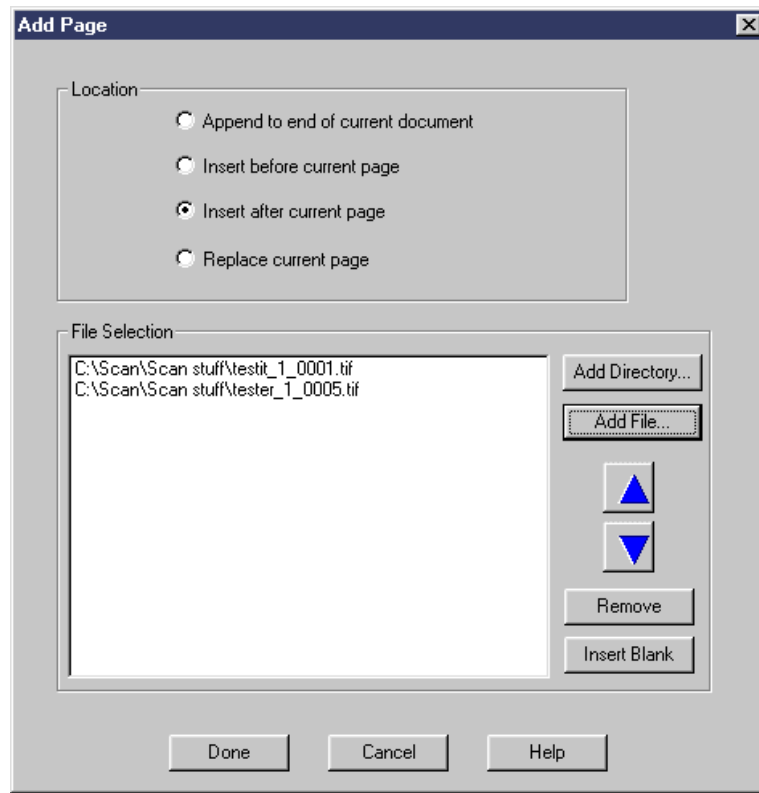 Add Page
Location
Append to end of current document
Insert before current page
Insert after current page
Replace current page
File Selection
C:\Scan\Scan stuff\testit_1_0001.tif
C:\Scan\Scan stuff\tester_1_0005.tif
Add Directory...
Add File...
Remove
Insert Blank
Done Cancel Help